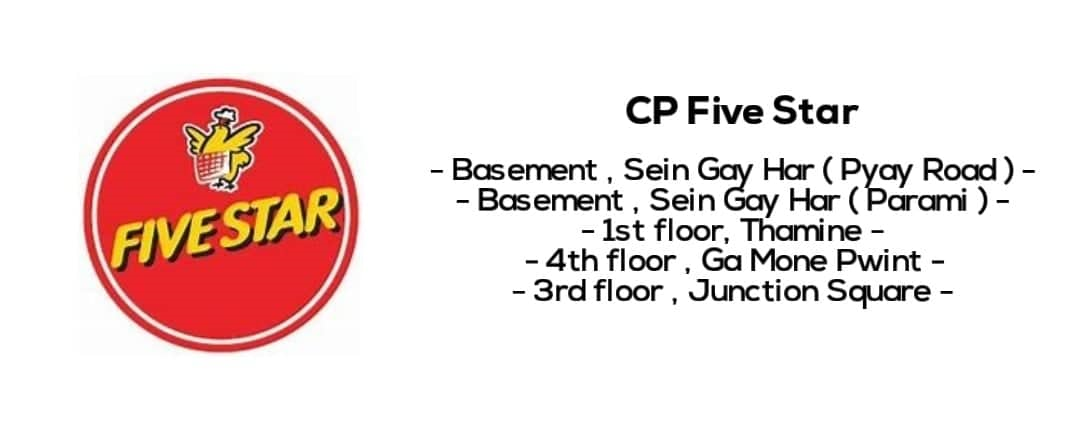 FIVE STAR
CP Five Star
- Basement , Sein Gay Har ( Pyay Road ) -
- Basement , Sein Gay Har ( Parami ) -
- 1st floor, Thamine -
- 4th floor , Ga Mone Pwint -
- 3rd floor , Junction Square -